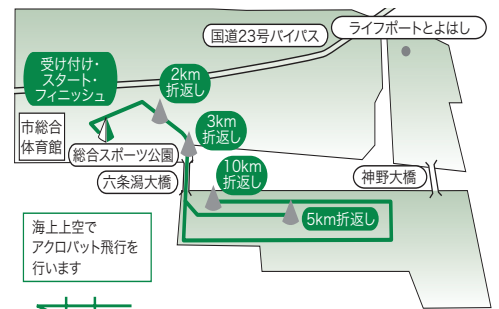 国道23号バイパス
ライフポートとよはし
受け付け・
スタート・
フィニッシュ
2km
折返し
3km
折返し
市総合
体育館
総合スポーツ公園
六条潟大橋
10km
折返し
神野大橋
5km折返し
海上上空で
アクロバット飛行を
行います